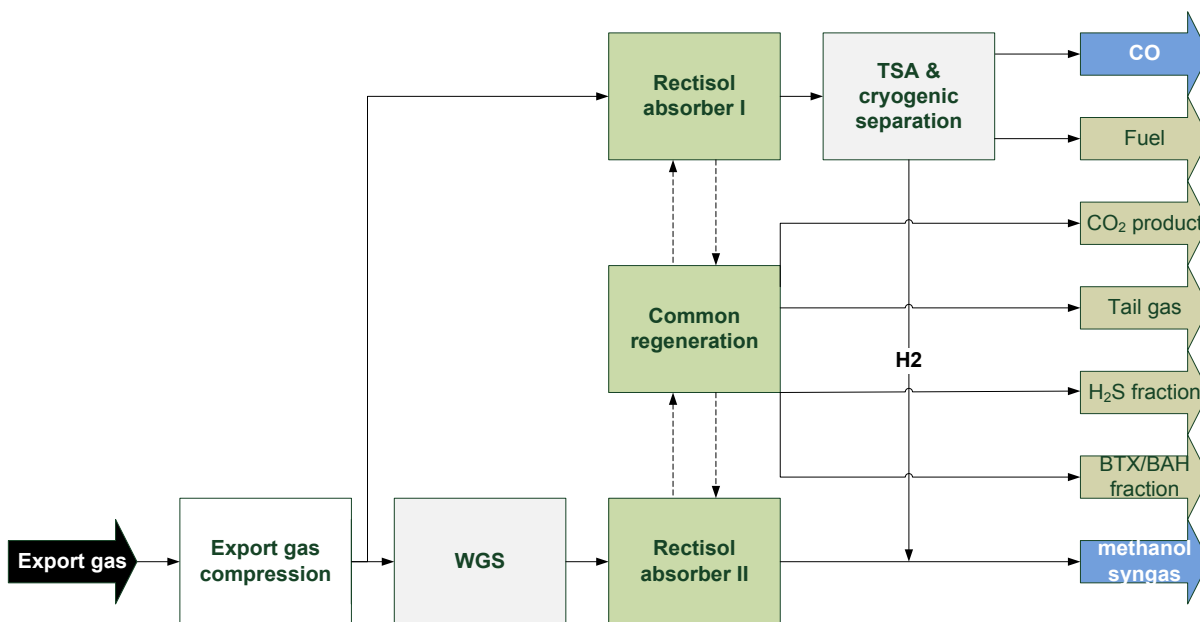 Rectisol
absorber I
TSA &
cryogenic
separation
CO
Fuel
CO₂ product
Common
regeneration
Tail gas
H2
H₂S fraction
BTX/BAH
fraction
Export gas
Export gas
compression
WGS
Rectisol
absorber II
methanol
syngas